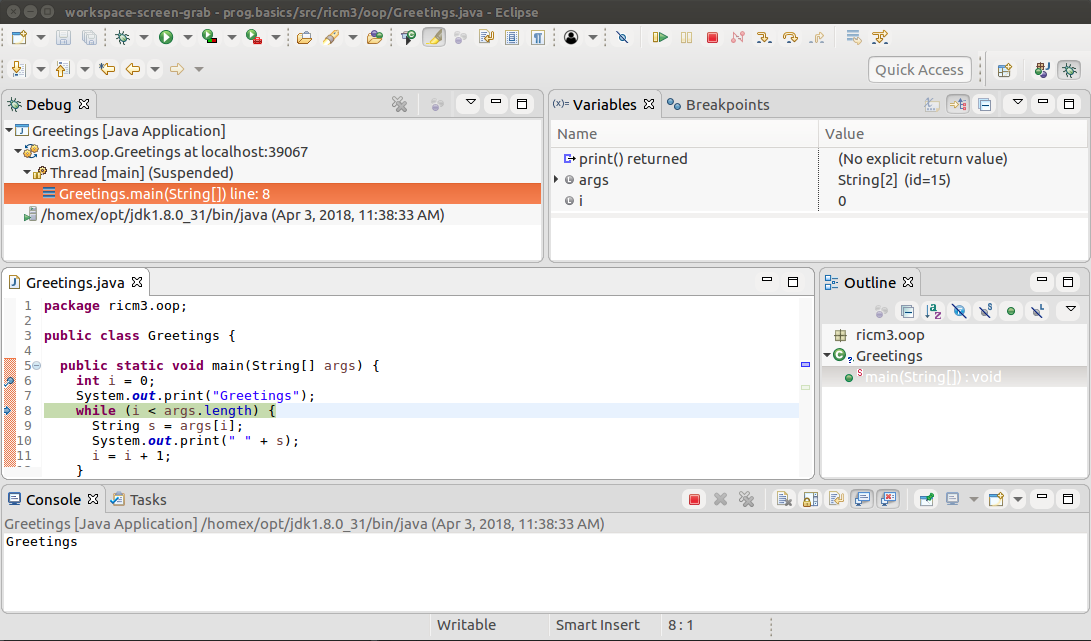 workspace-screen-grab - prog.basics/src/ricm3/oop/Greetings.java - Eclipse
Quick Access
Debug
Greetings [Java Application]
ricm3.oop.Greetings at localhost:39067
Thread [main] (Suspended)
Greetings.main(String[]) line: 8
/homex/opt/jdk1.8.0_31/bin/java (Apr 3, 2018, 11:38:33 AM)
(x)= Variables Breakpoints
Name Value
print() returned (No explicit return value)
args String[2] (id=15)
i 0
Greetings.java
1 package ricm3.oop;
2
3 public class Greetings {
4
5 public static void main(String[] args) {
6 int i = 0;
7 System.out.print("Greetings");
8 while (i < args.length) {
9 String s = args[i];
10 System.out.print(" " + s);
11 i = i + 1;
}
Outline
ricm3.oop
Greetings
main(String[]) : void
Console Tasks
Greetings [Java Application] /homex/opt/jdk1.8.0_31/bin/java (Apr 3, 2018, 11:38:33 AM)
Greetings
Writable Smart Insert 8 : 1